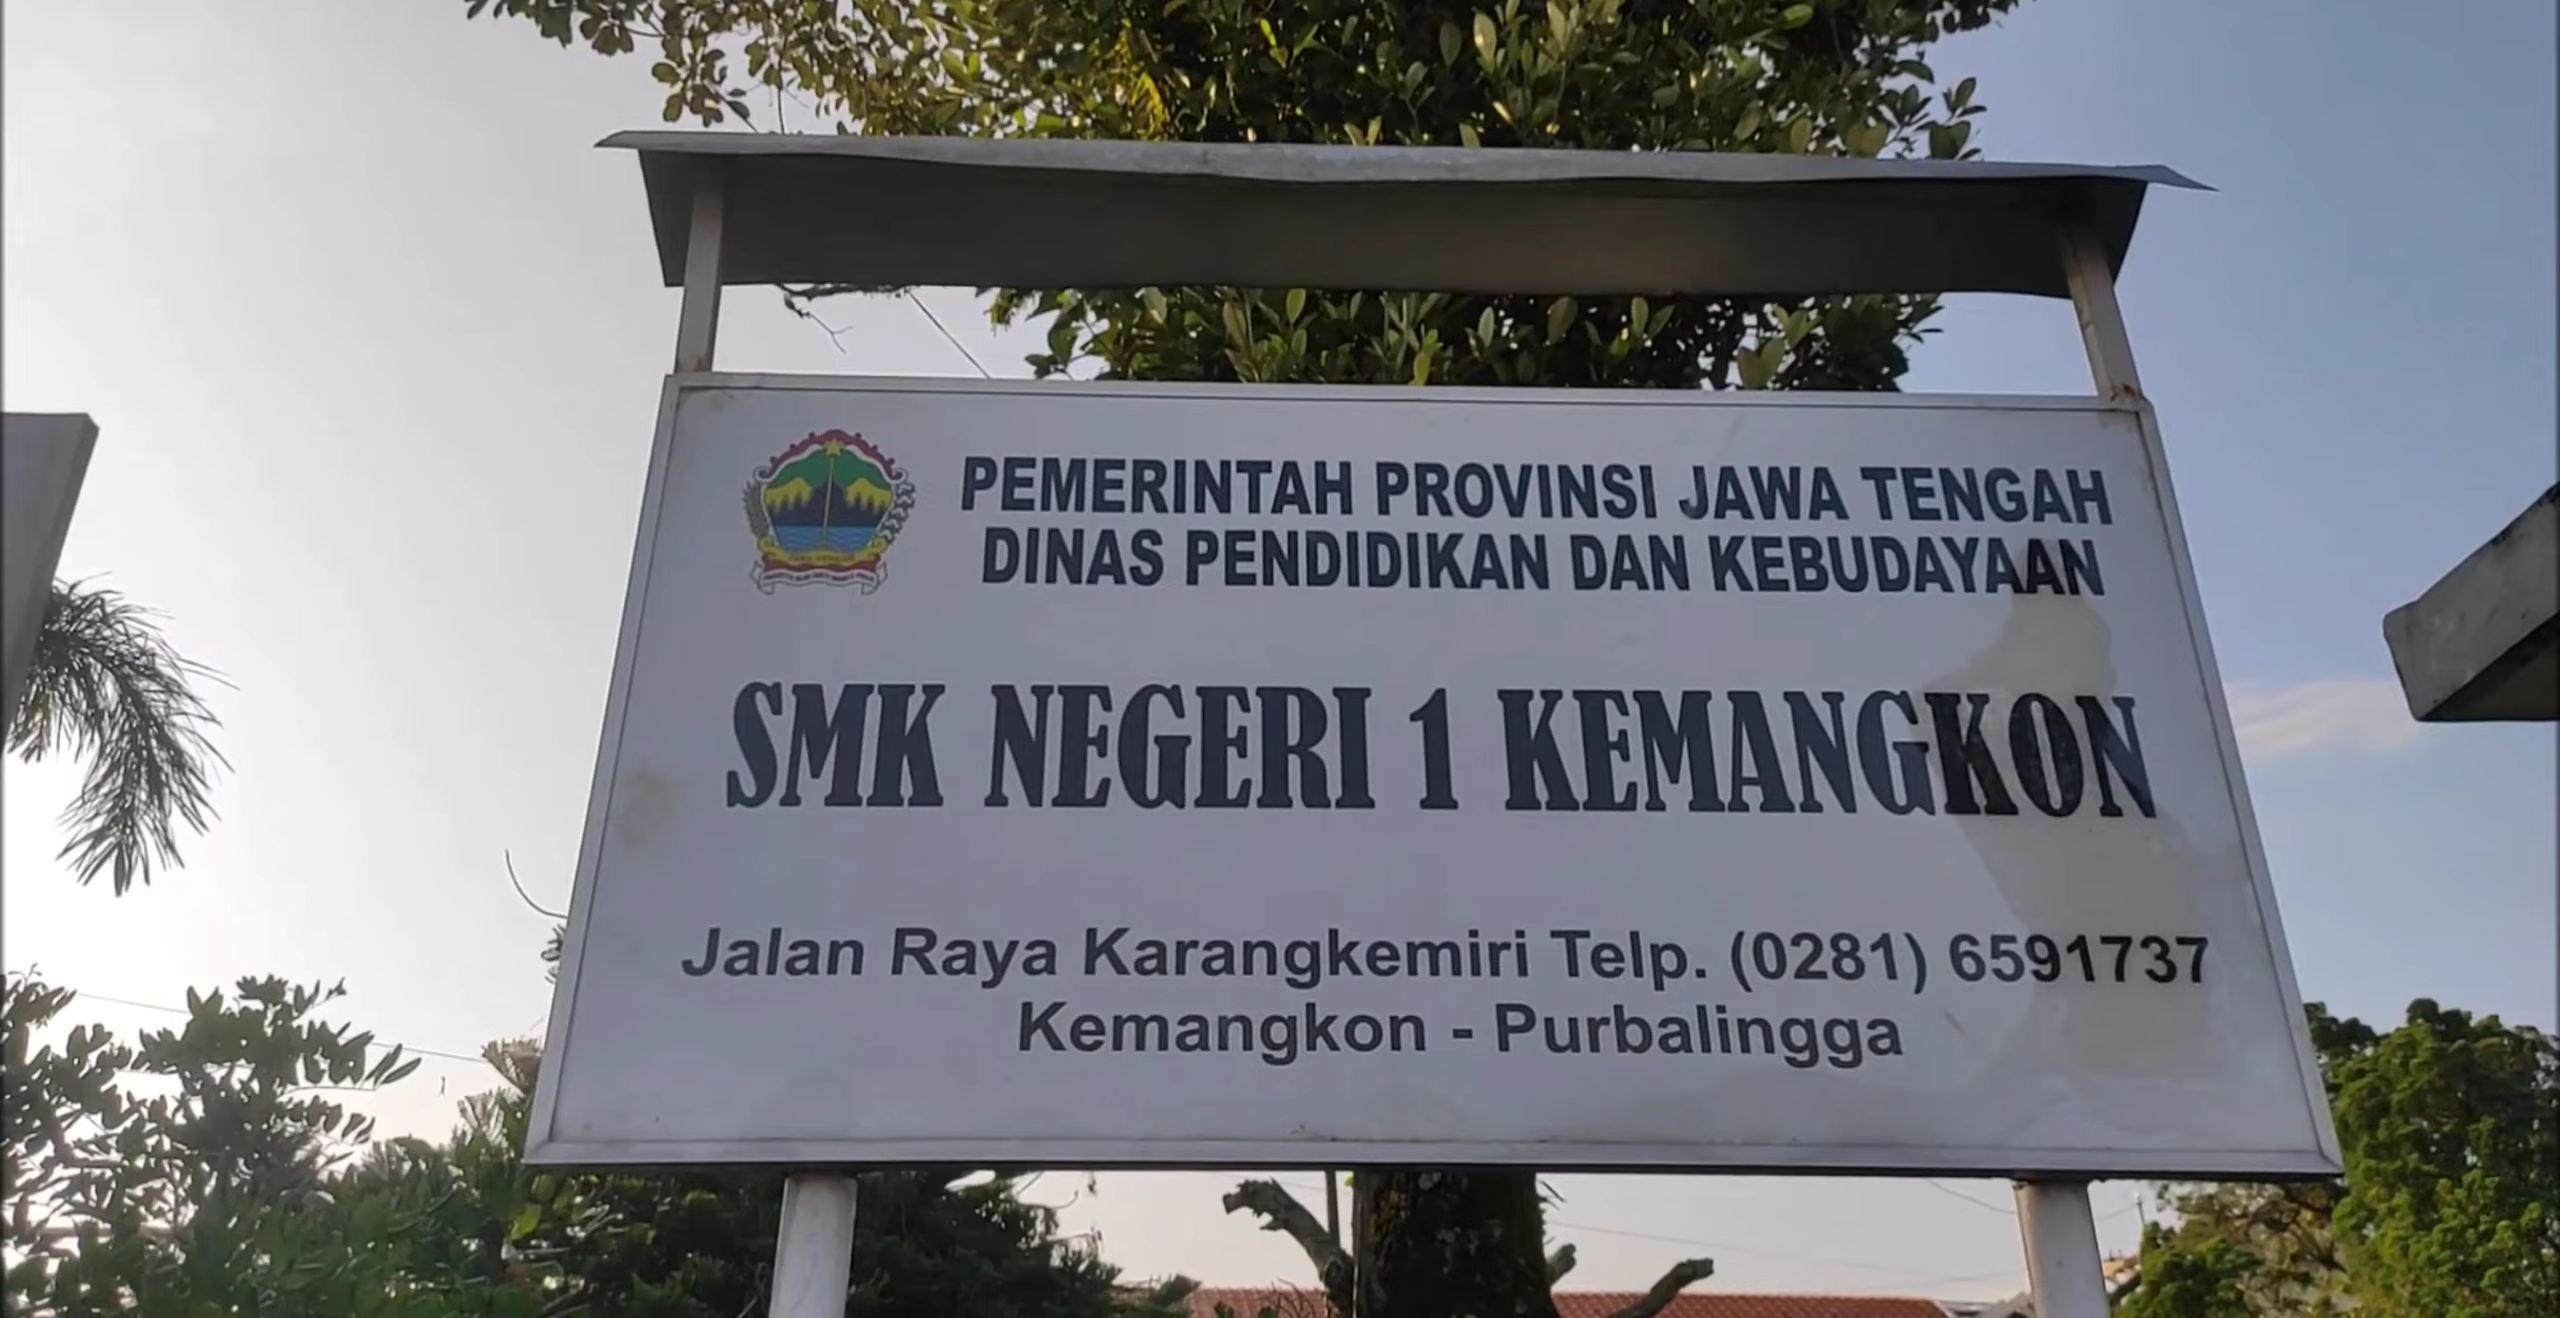 PEMERINTAH PROVINSI JAWA TENGAH
DINAS PENDIDIKAN DAN KEBUDAYAAN
SMK NEGERI 1 KEMANGKON
Jalan Raya Karangkemiri Telp. (0281) 6591737
Kemangkon - Purbalingga